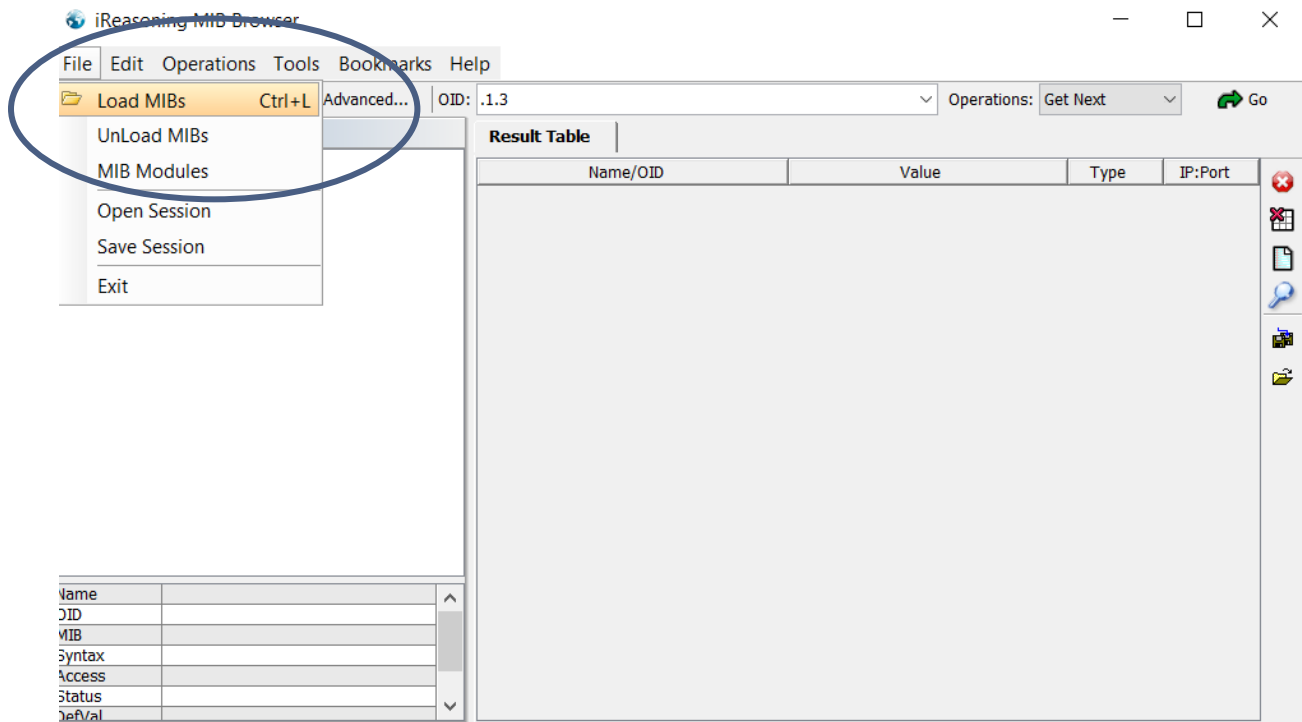 iReasoning MIB Browser
File Edit Operations Tools Bookmarks Help
Load MIBs Ctrl+L
Advanced... OID: .1.3 Operations: Get Next Go
UnLoad MIBs
MIB Modules
Open Session
Save Session
Exit
Result Table
Name/OID Value Type IP:Port
Name
OID
MIB
Syntax
Access
Status
DefVal